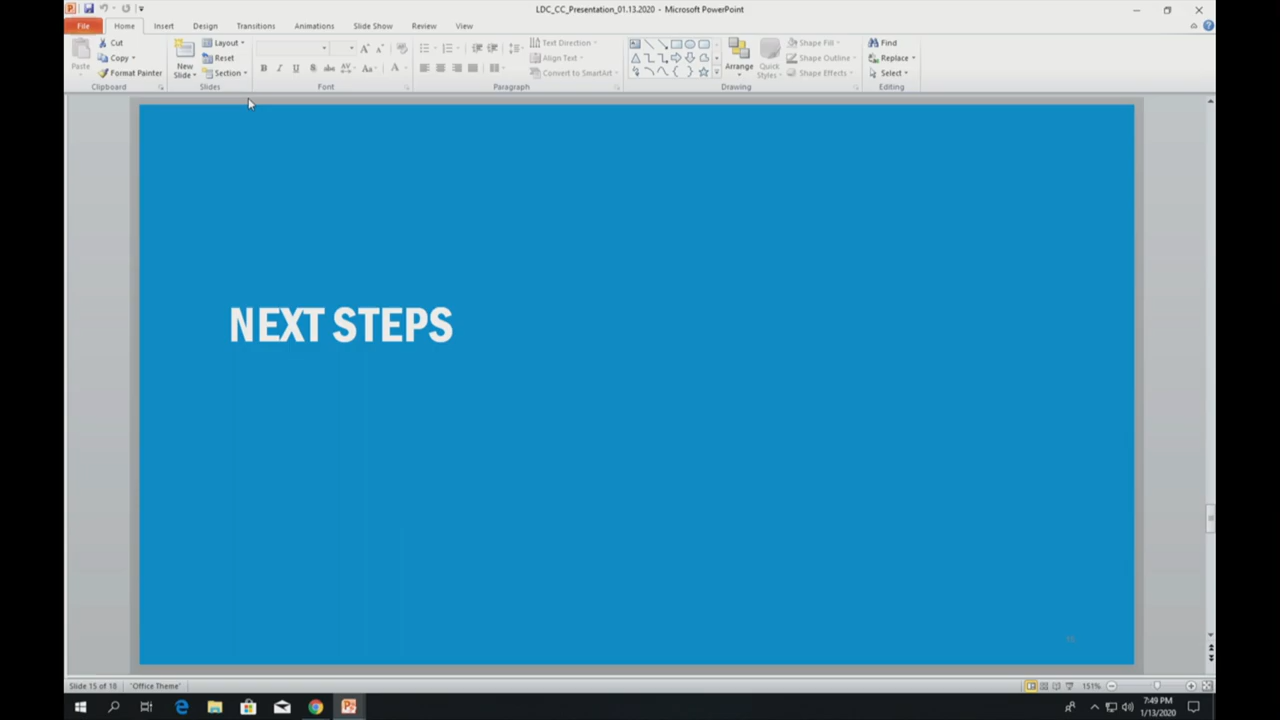 LDC_CC_Presentation_01.13.2020 - Microsoft PowerPoint
File Home Insert Design Transitions Animations Slide Show Review View
Paste
Cut
Copy
Format Painter
Clipboard
New Slide
Layout
Reset
Section
Slides
B I U S abc AV Aa A
Font
Text Direction
Align Text
Convert to SmartArt
Paragraph
Arrange
Quick Styles
Shape Fill
Shape Outline
Shape Effects
Drawing
Find
Replace
Select
Editing
NEXT STEPS
Slide 15 of 18 "Office Theme" 151%
7:49 PM
1/13/2020